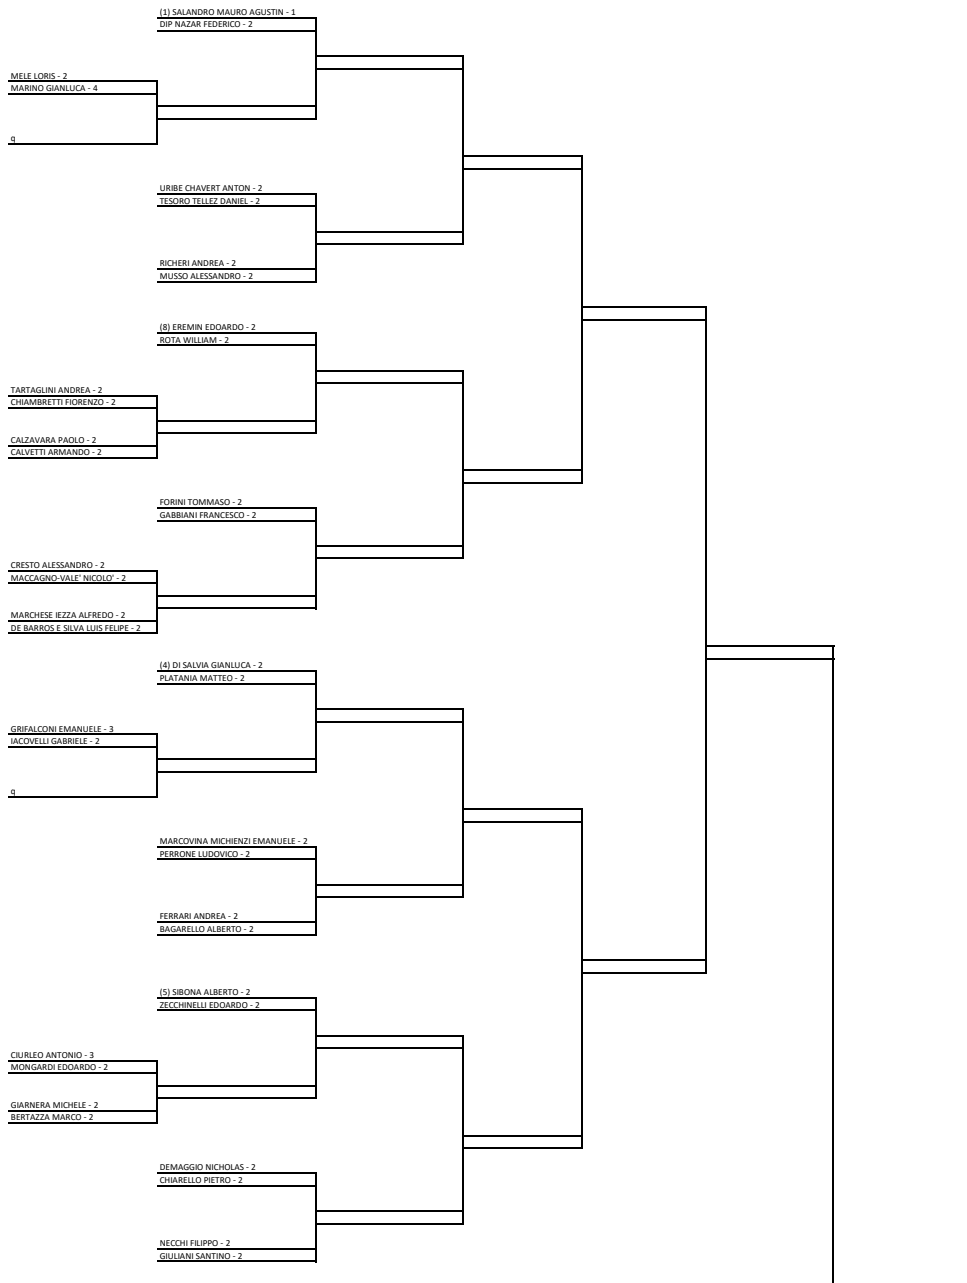 (1) SALANDRO MAURO AGUSTIN - 1
DIP NAZAR FEDERICO - 2
MELE LORIS - 2
MARINO GIANLUCA - 4
q
URIBE CHAVERT ANTON - 2
TESORO TELLEZ DANIEL - 2
RICHERI ANDREA - 2
MUSSO ALESSANDRO - 2
(8) EREMIN EDOARDO - 2
ROTA WILLIAM - 2
TARTAGLINI ANDREA - 2
CHIAMBRETTI FIORENZO - 2
CALZAVARA PAOLO - 2
CALVETTI ARMANDO - 2
FORINI TOMMASO - 2
GABBIANI FRANCESCO - 2
CRESTO ALESSANDRO - 2
MACCAGNO-VALE' NICOLO' - 2
MARCHESE IEZZA ALFREDO - 2
DE BARROS E SILVA LUIS FELIPE - 2
(4) DI SALVIA GIANLUCA - 2
PLATANIA MATTEO - 2
GRIFALCONI EMANUELE - 3
IACOVELLI GABRIELE - 2
q
MARCOVINA MICHIENZI EMANUELE - 2
PERRONE LUDOVICO - 2
FERRARI ANDREA - 2
BAGARELLO ALBERTO - 2
(5) SIBONA ALBERTO - 2
ZECCHINELLI EDOARDO - 2
CIURLEO ANTONIO - 3
MONGARDI EDOARDO - 2
GIARNERA MICHELE - 2
BERTAZZA MARCO - 2
DEMAGGIO NICHOLAS - 2
CHIARELLO PIETRO - 2
NECCHI FILIPPO - 2
GIULIANI SANTINO - 2